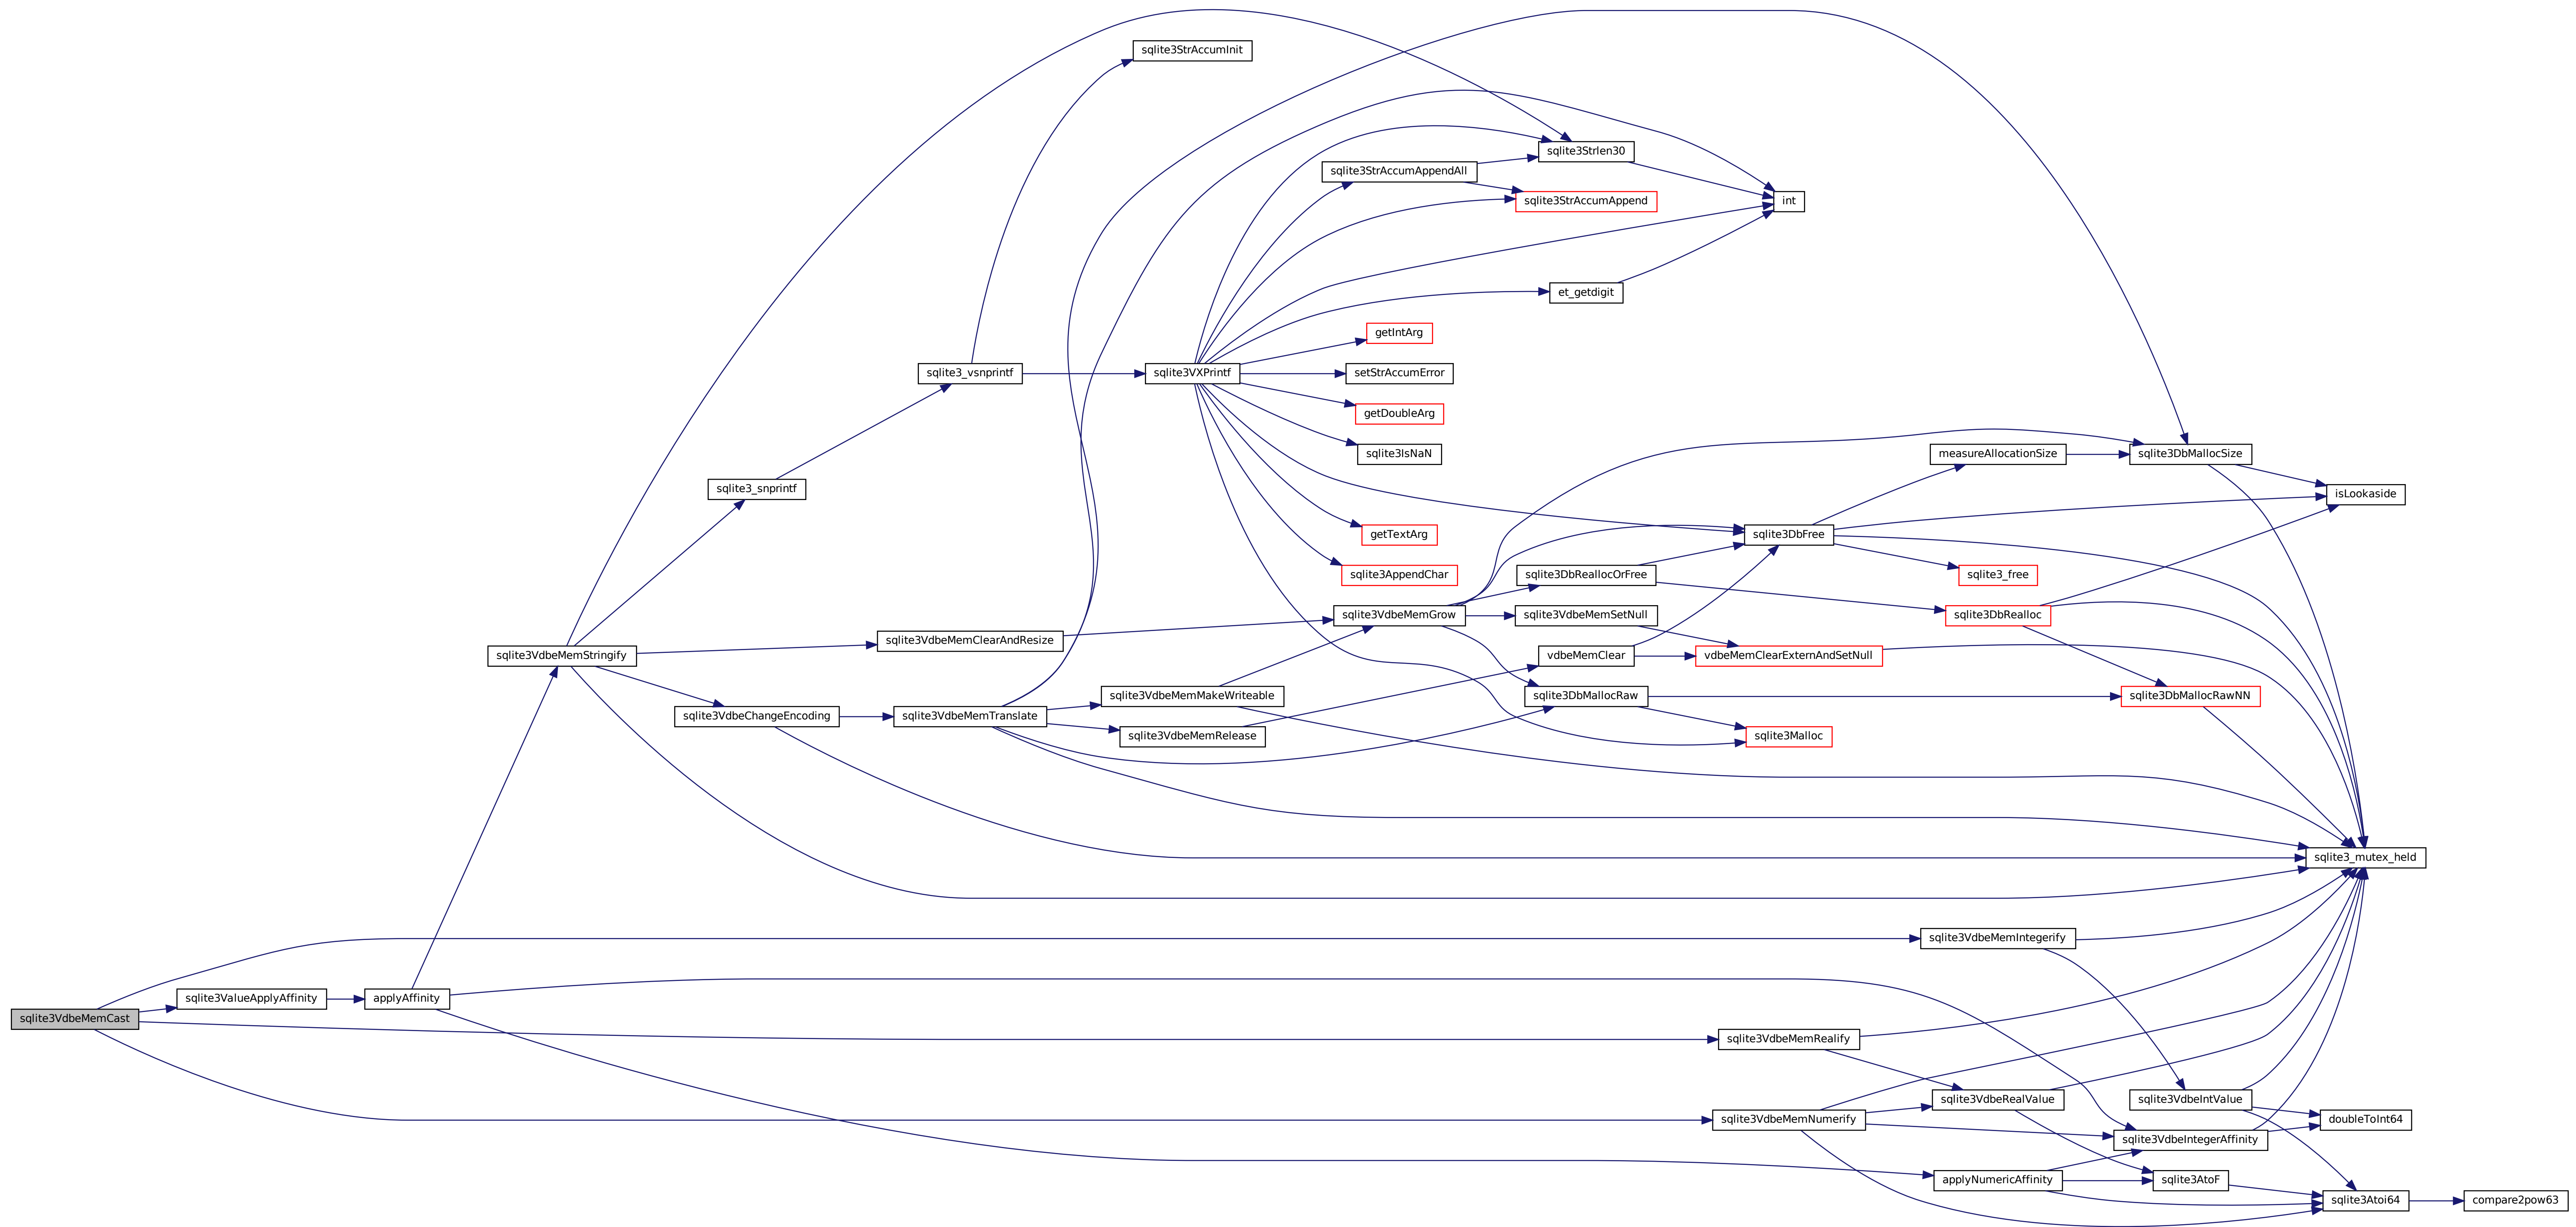 sqlite3StrAccumInit
sqlite3Strlen30
sqlite3StrAccumAppendAll
sqlite3StrAccumAppend
int
et_getdigit
getIntArg
sqlite3_vsnprintf
sqlite3VXPrintf
setStrAccumError
getDoubleArg
sqlite3IsNaN
measureAllocationSize
sqlite3DbMallocSize
sqlite3_snprintf
isLookaside
getTextArg
sqlite3DbFree
sqlite3AppendChar
sqlite3DbReallocOrFree
sqlite3_free
sqlite3VdbeMemGrow
sqlite3VdbeMemSetNull
sqlite3DbRealloc
sqlite3VdbeMemClearAndResize
sqlite3VdbeMemStringify
vdbeMemClear
vdbeMemClearExternAndSetNull
sqlite3VdbeMemMakeWriteable
sqlite3DbMallocRaw
sqlite3DbMallocRawNN
sqlite3VdbeChangeEncoding
sqlite3VdbeMemTranslate
sqlite3VdbeMemRelease
sqlite3Malloc
sqlite3_mutex_held
sqlite3VdbeMemIntegerify
sqlite3ValueApplyAffinity
applyAffinity
sqlite3VdbeMemCast
sqlite3VdbeMemRealify
sqlite3VdbeRealValue
sqlite3VdbeIntValue
sqlite3VdbeMemNumerify
doubleToInt64
sqlite3VdbeIntegerAffinity
applyNumericAffinity
sqlite3AtoF
sqlite3Atoi64
compare2pow63